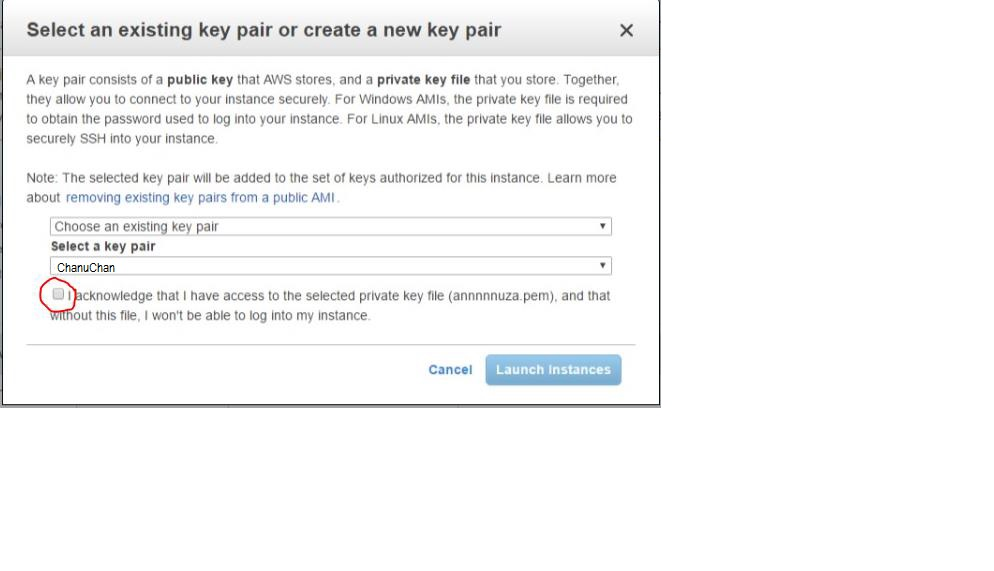 Select an existing key pair or create a new key pair
A key pair consists of a public key that AWS stores, and a private key file that you store. Together,
they allow you to connect to your instance securely. For Windows AMIs, the private key file is required
to obtain the password used to log into your instance. For Linux AMIs, the private key file allows you to
securely SSH into your instance.
Note: The selected key pair will be added to the set of keys authorized for this instance. Learn more
about removing existing key pairs from a public AMI.
Choose an existing key pair
Select a key pair
ChanuChan
I acknowledge that I have access to the selected private key file (annnnnuza.pem), and that
without this file, I won't be able to log into my instance.
Cancel Launch Instances